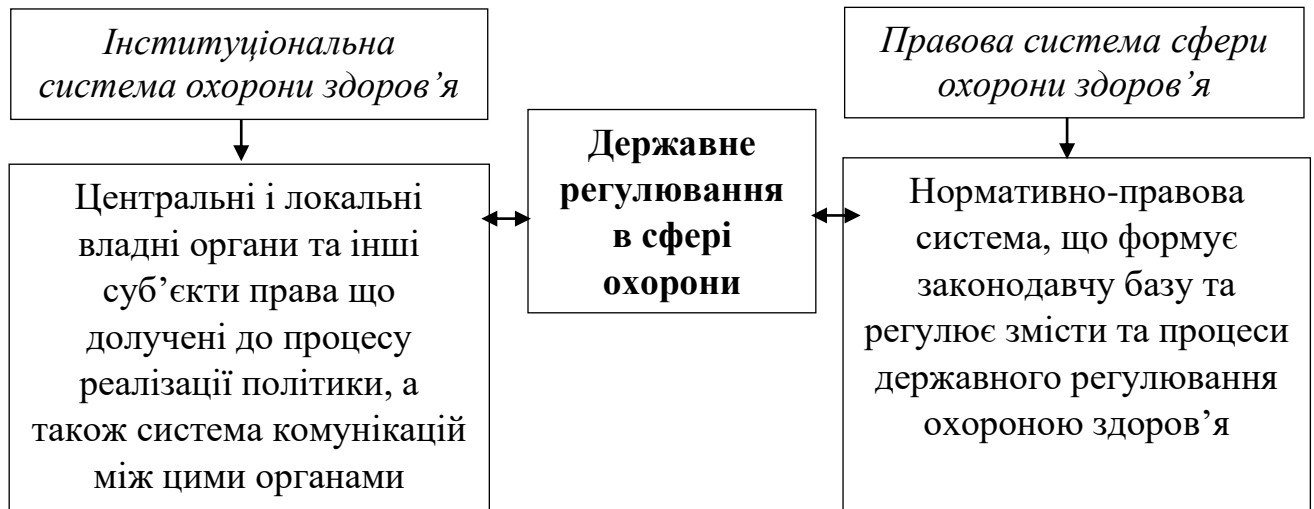 Інституціональна
система охорони здоров’я
Центральні і локальні
владні органи та інші
суб’єкти права що
долучені до процесу
реалізації політики, а
також система комунікацій
між цими органами
Державне
регулювання
в сфері
охорони
Правова система сфери
охорони здоров’я
Нормативно-правова
система, що формує
законодавчу базу та
регулює змісти та процеси
державного регулювання
охороною здоров’я